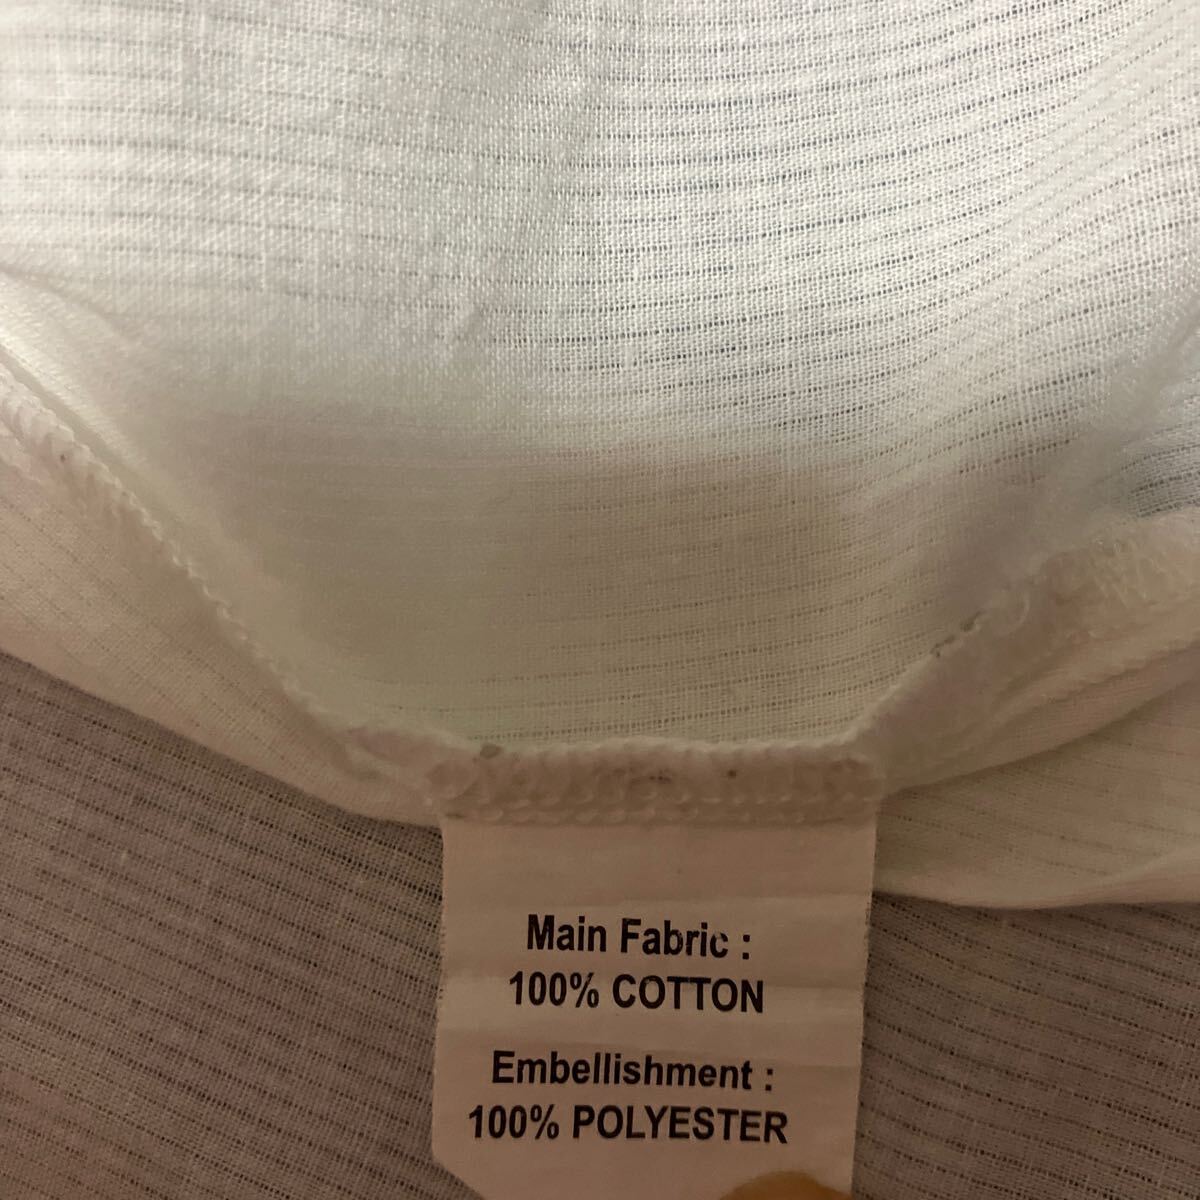 Main Fabric :
100% COTTON
Embellishment :
100% POLYESTER